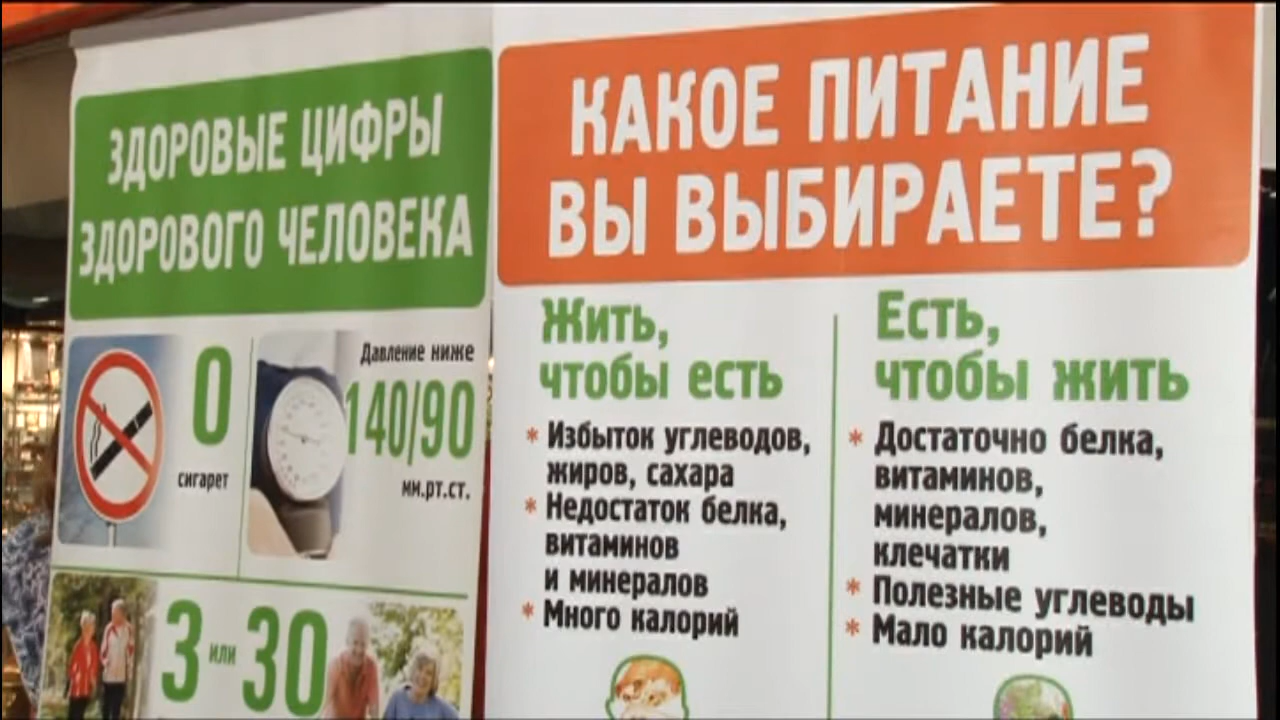 ЗДОРОВЫЕ ЦИФРЫ
ЗДОРОВОГО ЧЕЛОВЕКА
0
сигарет
Давление ниже
140/90
мм.рт.ст.
3 или 30
КАКОЕ ПИТАНИЕ
ВЫ ВЫБИРАЕТЕ?
Жить,
чтобы есть
* Избыток углеводов,
жиров, сахара
* Недостаток белка,
витаминов
и минералов
* Много калорий
Есть,
чтобы жить
* Достаточно белка,
витаминов,
минералов,
клечатки
* Полезные углеводы
* Мало калорий